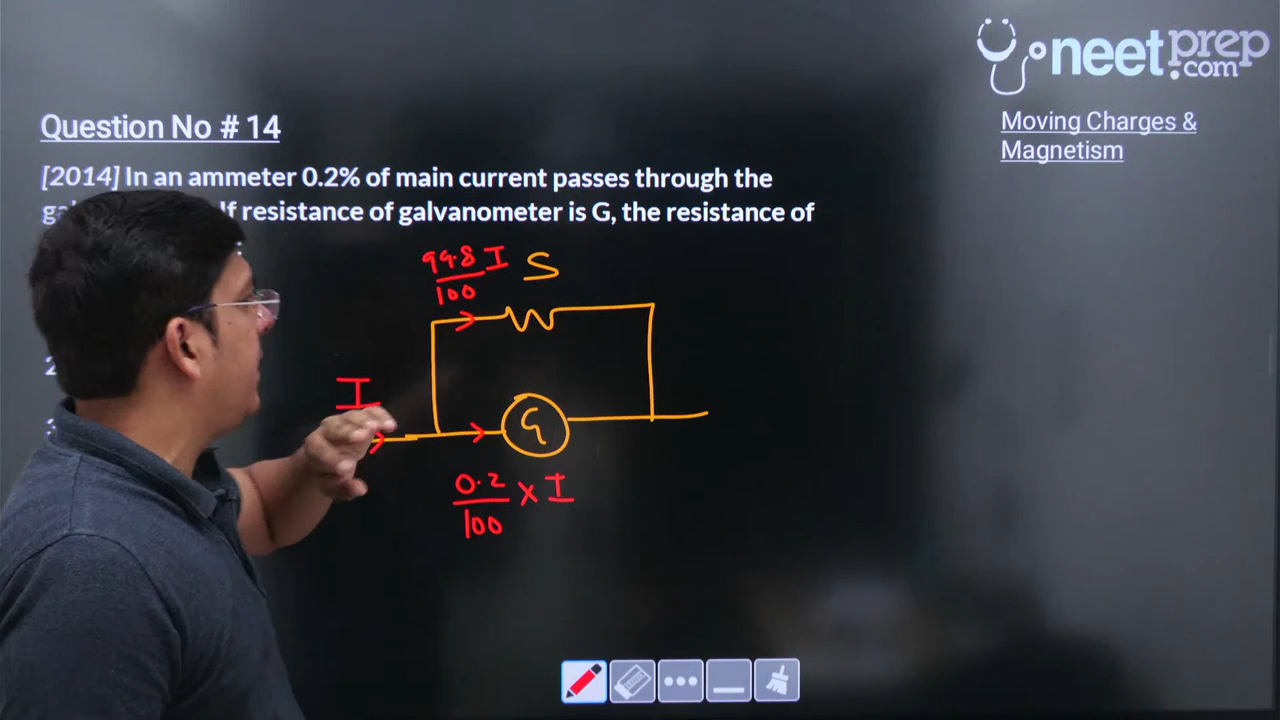 neetprep
.com
Question No # 14
Moving Charges &
Magnetism
[2014] In an ammeter 0.2% of main current passes through the
If resistance of galvanometer is G, the resistance of
99.8 I
100
S
I
G
0.2 × I
100